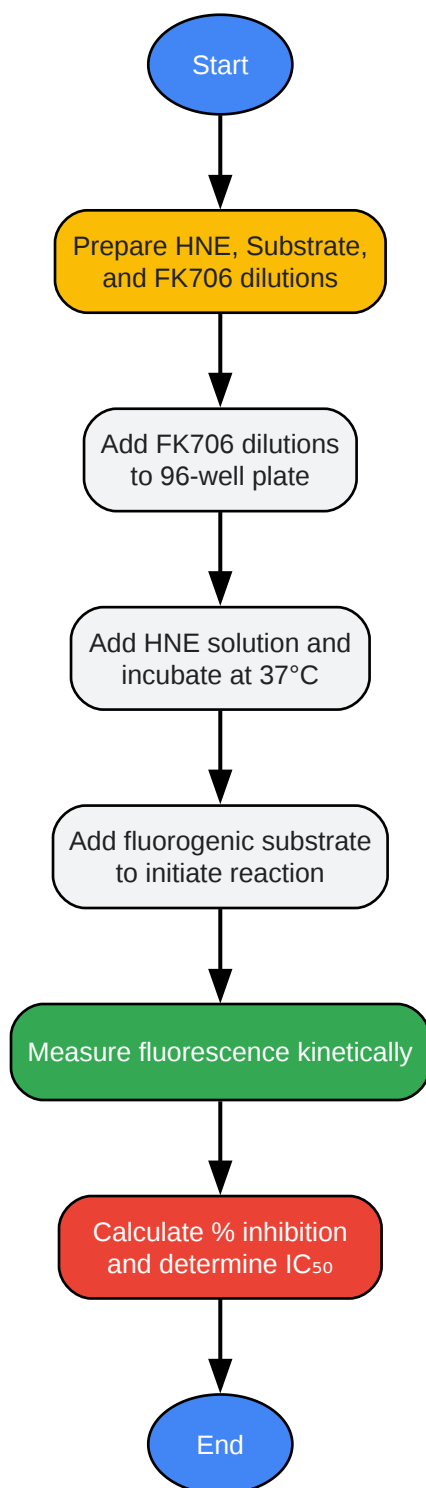 Start
Prepare HNE, Substrate,
and FK706 dilutions
Add FK706 dilutions
to 96-well plate
Add HNE solution and
incubate at 37°C
Add fluorogenic substrate
to initiate reaction
Measure fluorescence kinetically
Calculate % inhibition
and determine IC₅₀
End